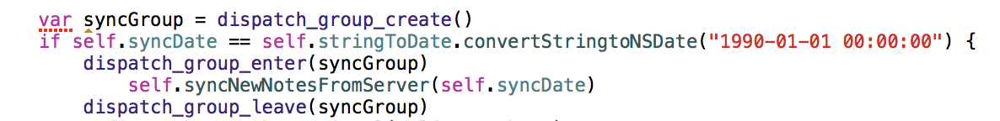 var syncGroup = dispatch_group_create()
if self.syncDate == self.stringToDate.convertStringtoNSDate("1990-01-01 00:00:00") {
dispatch_group_enter(syncGroup)
self.syncNewNotesFromServer(self.syncDate)
dispatch_group_leave(syncGroup)